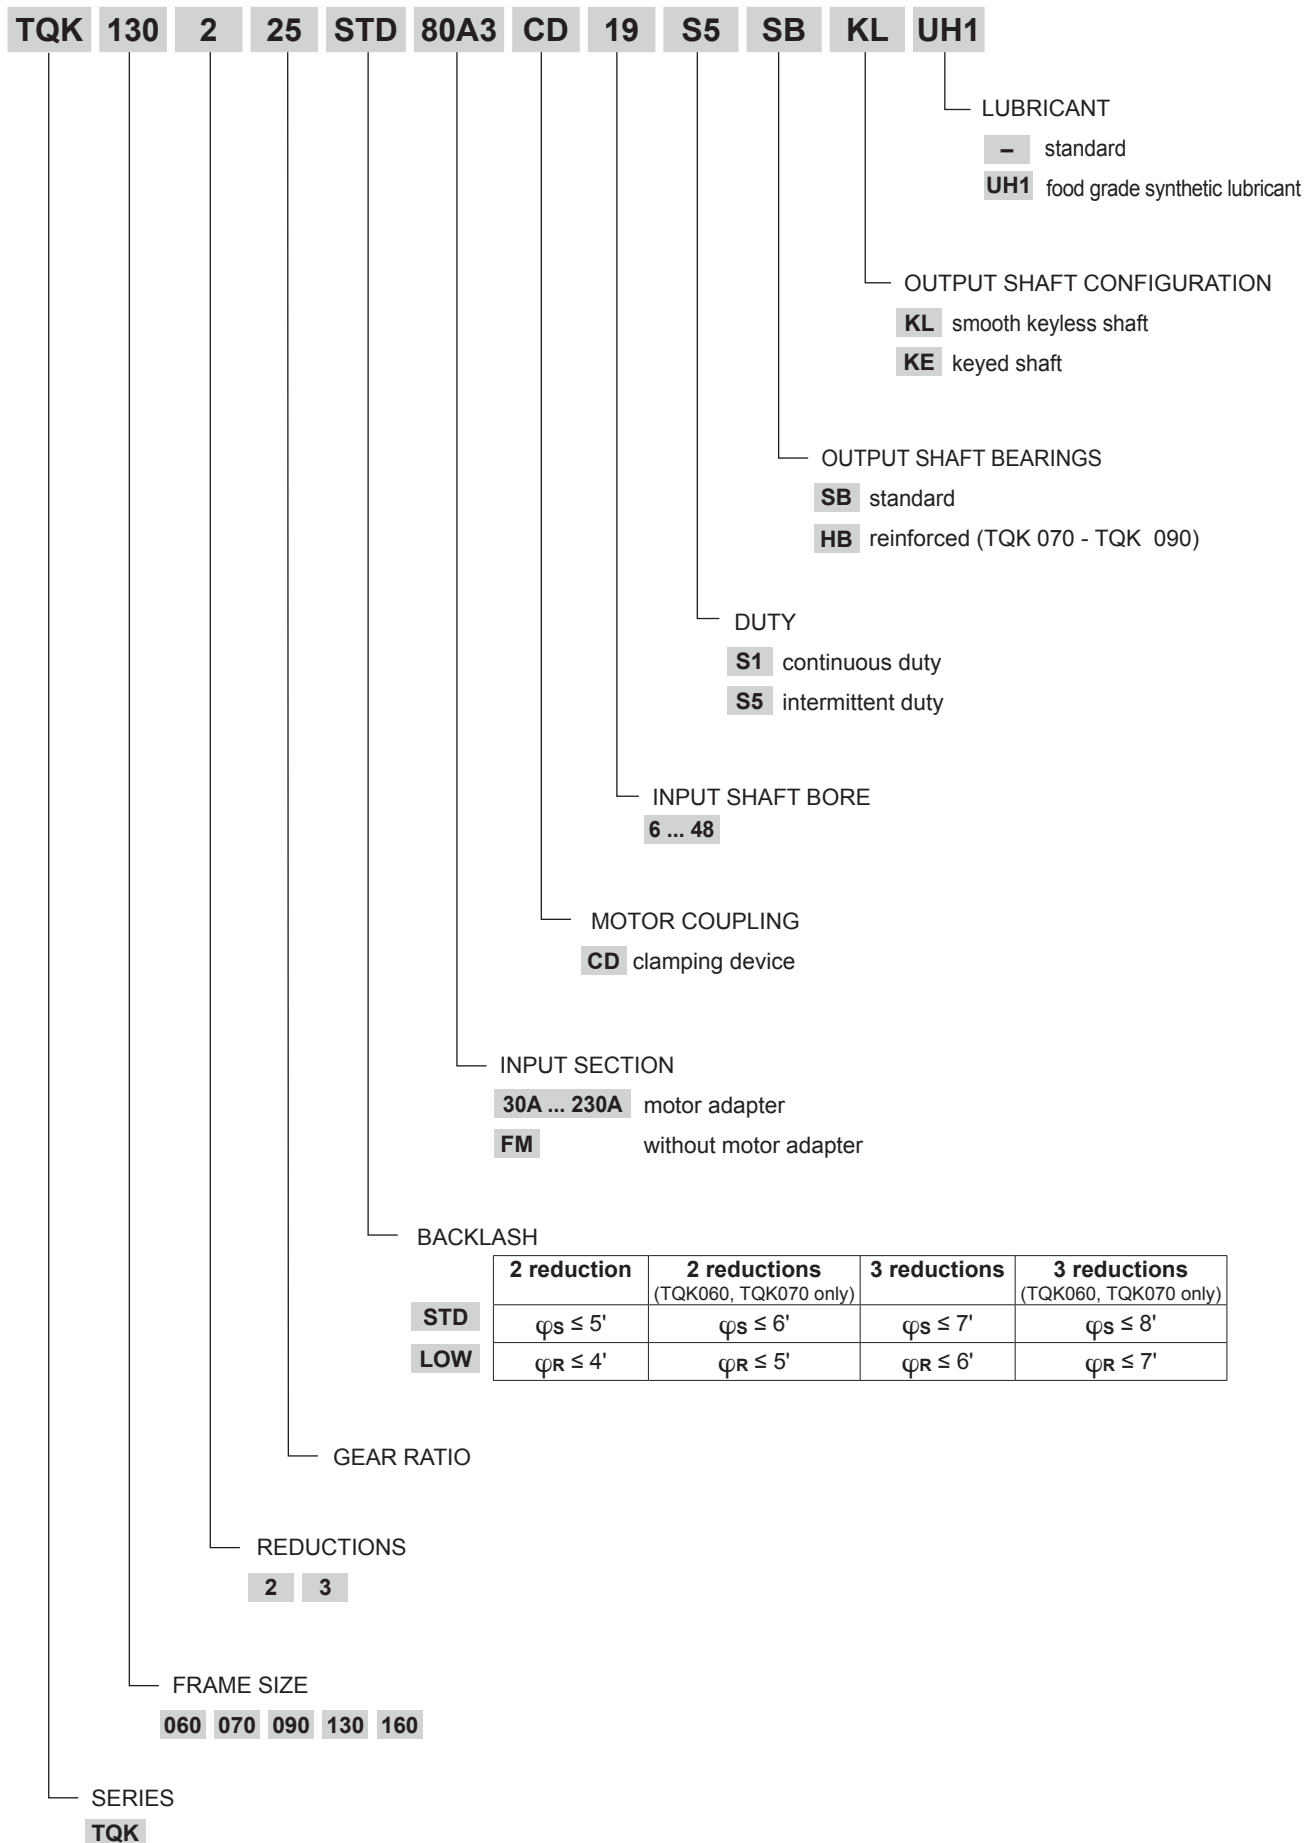 TQK 130 2 25 STD 80A3 CD 19 S5 SB KL UH1
LUBRICANT
– standard
UH1 food grade synthetic lubricant
OUTPUT SHAFT CONFIGURATION
KL smooth keyless shaft
KE keyed shaft
OUTPUT SHAFT BEARINGS
SB standard
HB reinforced (TQK 070 - TQK 090)
DUTY
S1 continuous duty
S5 intermittent duty
INPUT SHAFT BORE
6 ... 48
MOTOR COUPLING
CD clamping device
INPUT SECTION
30A ... 230A motor adapter
FM without motor adapter
BACKLASH
2 reduction 2 reductions 3 reductions 3 reductions
(TQK060, TQK070 only) (TQK060, TQK070 only)
STD φS ≤ 5' φS ≤ 6' φS ≤ 7' φS ≤ 8'
LOW φR ≤ 4' φR ≤ 5' φR ≤ 6' φR ≤ 7'
GEAR RATIO
REDUCTIONS
2 3
FRAME SIZE
060 070 090 130 160
SERIES
TQK